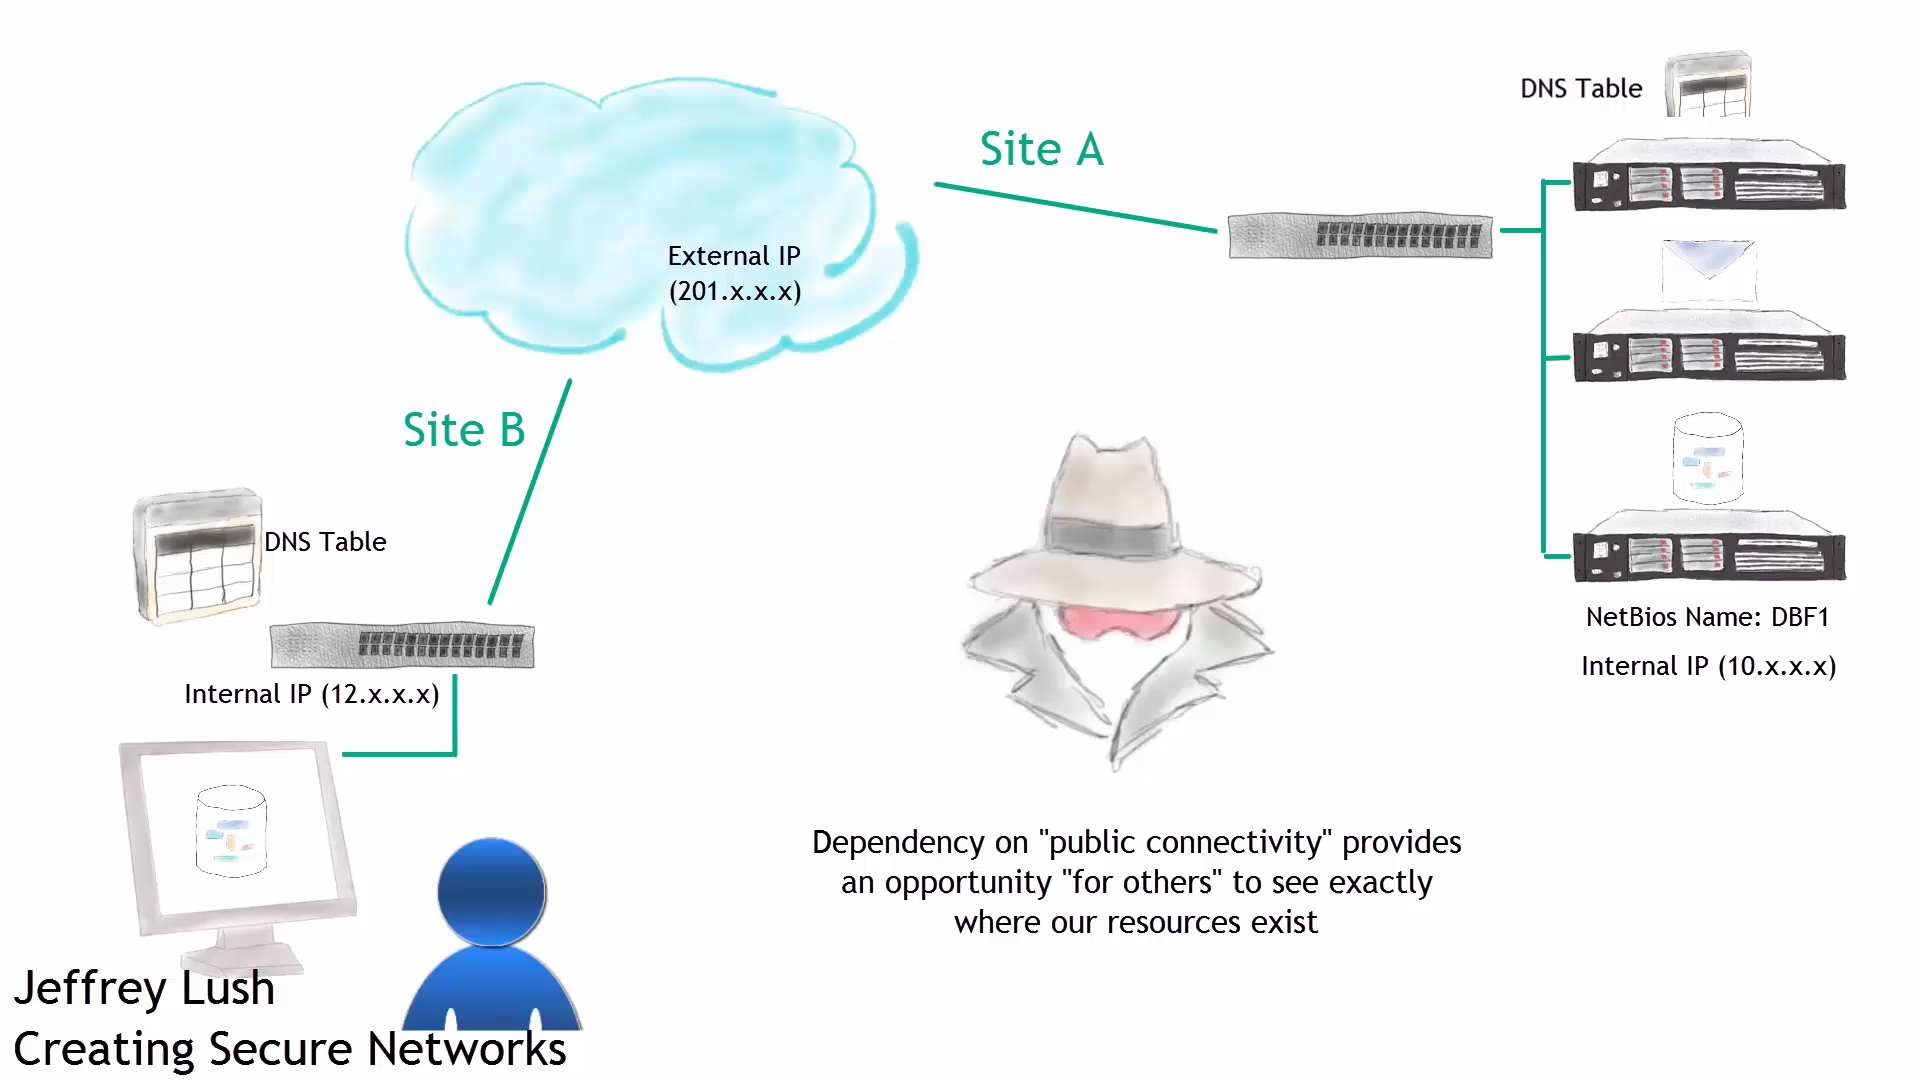 DNS Table
Site A
External IP
(201.x.x.x)
Site B
DNS Table
NetBios Name: DBF1
Internal IP (10.x.x.x)
Internal IP (12.x.x.x)
Dependency on "public connectivity" provides
an opportunity "for others" to see exactly
where our resources exist
Jeffrey Lush
Creating Secure Networks